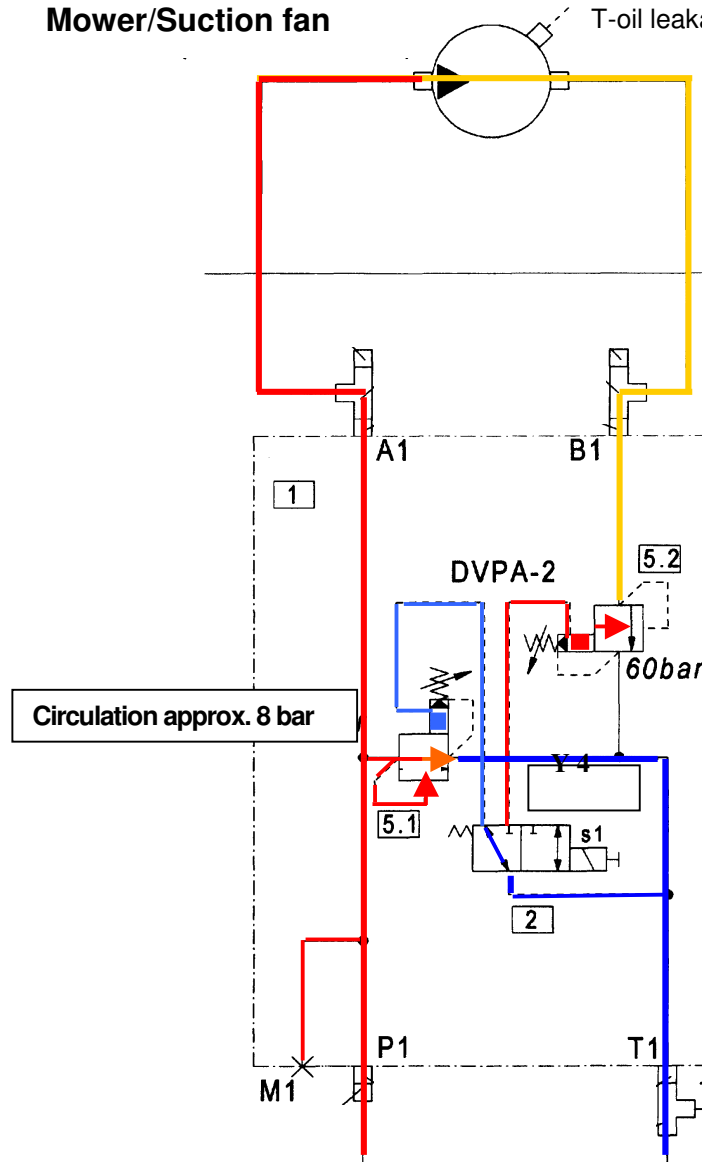 Mower/Suction fan
T-oil leaka
A1
B1
1
5.2
DVPA-2
60bar
Circulation approx. 8 bar
Y4
5.1
s1
2
P1
T1
M1